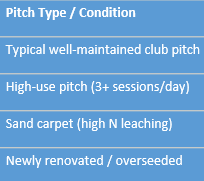 Pitch Type / Condition
Typical well-maintained club pitch
High-use pitch (3+ sessions/day)
Sand carpet (high N leaching)
Newly renovated / overseeded